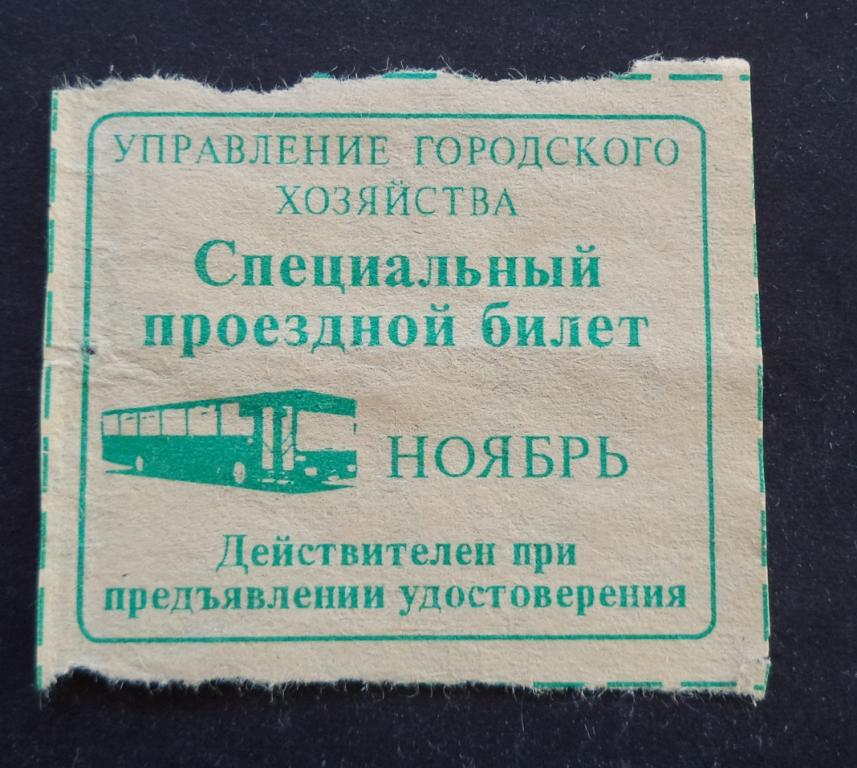 УПРАВЛЕНИЕ ГОРОДСКОГО
ХОЗЯЙСТВА
Специальный
проездной билет
НОЯБРЬ
Действителен при
предъявлении удостоверения